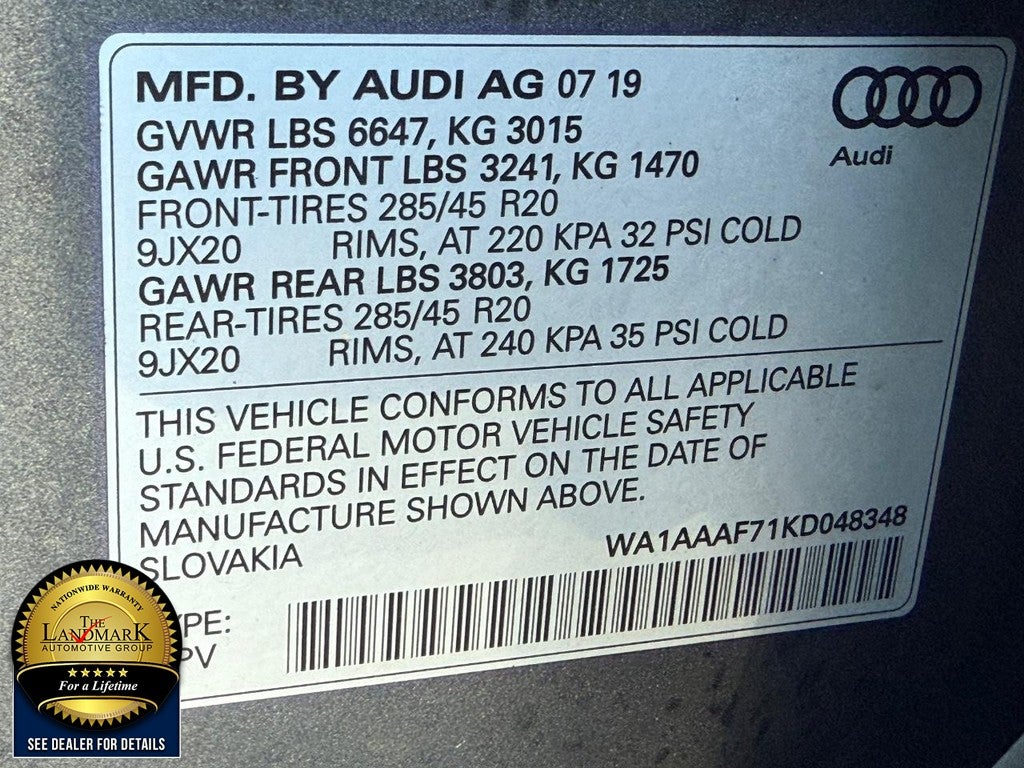 MFD. BY AUDI AG 07 19
GVWR LBS 6647, KG 3015
GAWR FRONT LBS 3241, KG 1470
FRONT-TIRES 285/45 R20
9JX20 RIMS, AT 220 KPA 32 PSI COLD
GAWR REAR LBS 3803, KG 1725
REAR-TIRES 285/45 R20
9JX20 RIMS, AT 240 KPA 35 PSI COLD
Audi
THIS VEHICLE CONFORMS TO ALL APPLICABLE
U.S. FEDERAL MOTOR VEHICLE SAFETY
STANDARDS IN EFFECT ON THE DATE OF
MANUFACTURE SHOWN ABOVE.
SLOVAKIA WA1AAAF71KD048348
PE:
PV
NATIONWIDE WARRANTY
THE
LANDMARK
AUTOMOTIVE GROUP
For a Lifetime
SEE DEALER FOR DETAILS